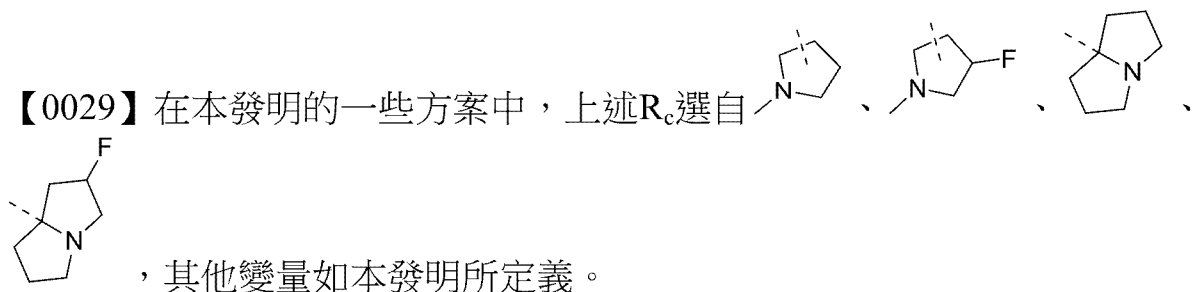 【0029】在本發明的一些方案中，上述Rc選自 N 、 N F 、 N 、
F N ，其他變量如本發明所定義。